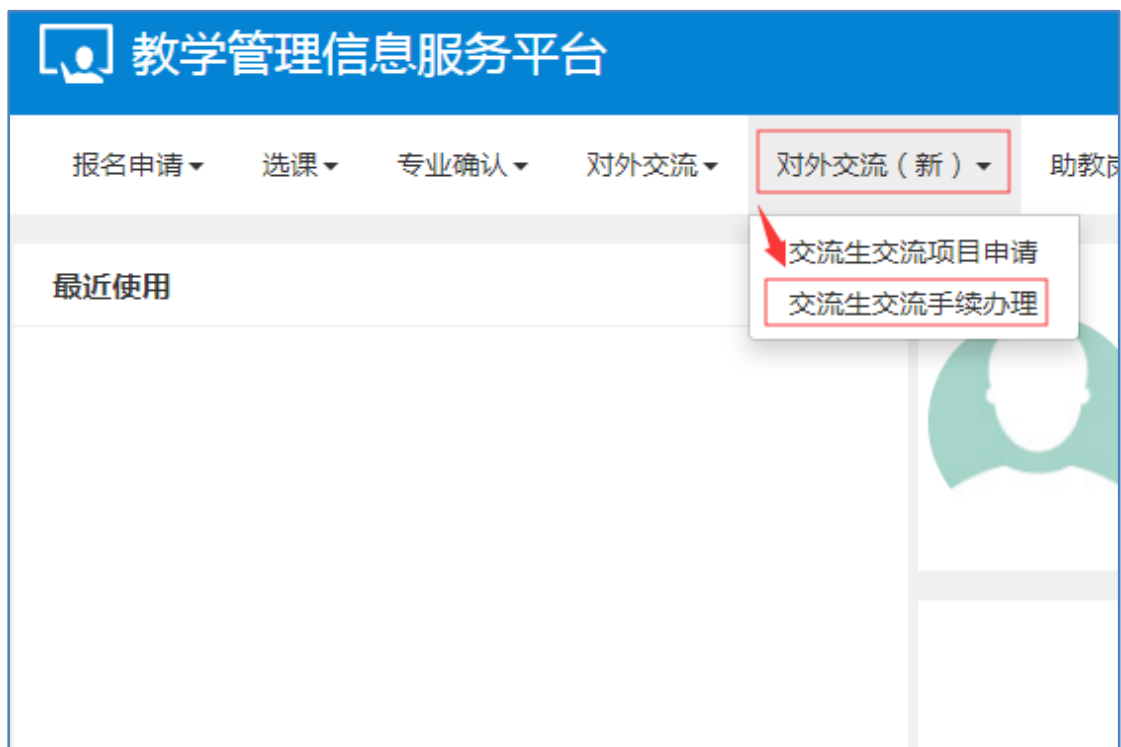 教学管理信息服务平台
报名申请 选课 专业确认 对外交流 对外交流（新） 助教
交流生交流项目申请
最近使用
交流生交流手续办理